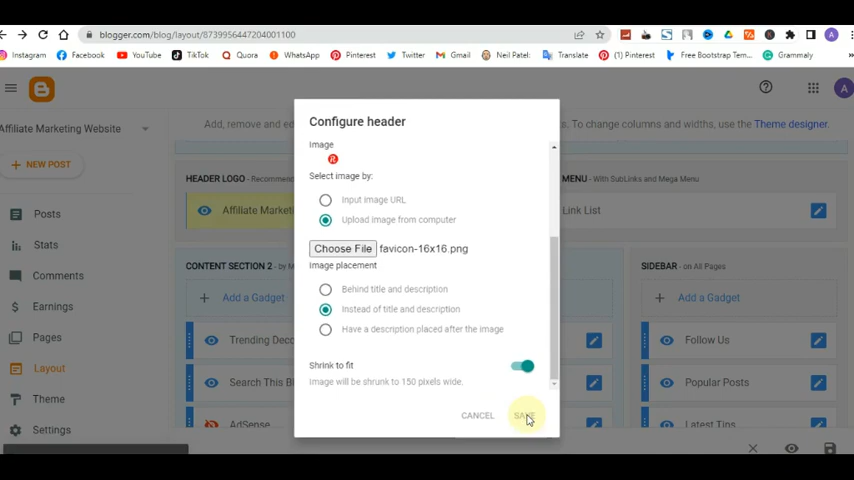 blogger.com/blog/layout/8739956447204001100
A
Instagram
Facebook
YouTube
TikTok
Quora
WhatsApp
Pinterest
Twitter
Gmail
Neil Patel:
Translate
(1) Pinterest
Free Bootstrap Tem...
Grammarly
A
Add, remove and ed
t. To change columns and widths, use the Theme designer.
Affiliate Marketing Website
NEW POST
Posts
Stats
Comments
Earnings
Pages
Layout
Theme
Settings
HEADER LOGO - Recommen
Affiliate Marketi
MENU - With SubLinks and Mega Menu
Link List
CONTENT SECTION 2 - by M
Add a Gadget
Trending Deco
Search This Bl
AdSense
SIDEBAR - on All Pages
Add a Gadget
Follow Us
Popular Posts
Latest Tips
Configure header
Image
Select image by:
Input image URL
Upload image from computer
Choose File favicon-16x16.png
Image placement
Behind title and description
Instead of title and description
Have a description placed after the image
Shrink to fit
Image will be shrunk to 150 pixels wide.
CANCEL
SAVE